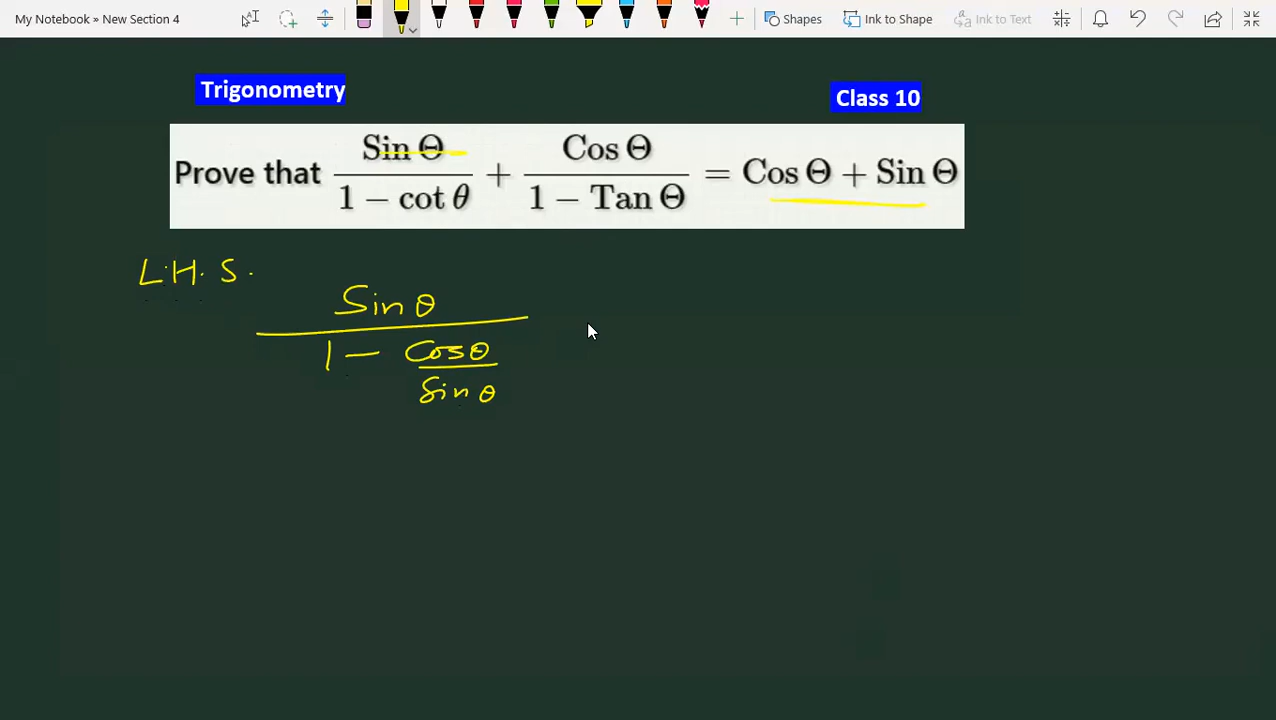 My Notebook » New Section 4
Shapes
Ink to Shape
Ink to Text
Trigonometry
Class 10
Prove that Sin Θ / (1 − cot θ) + Cos Θ / (1 − Tan Θ) = Cos Θ + Sin Θ
L.H.S.
Sin θ
1 − Cos θ
Sin θ